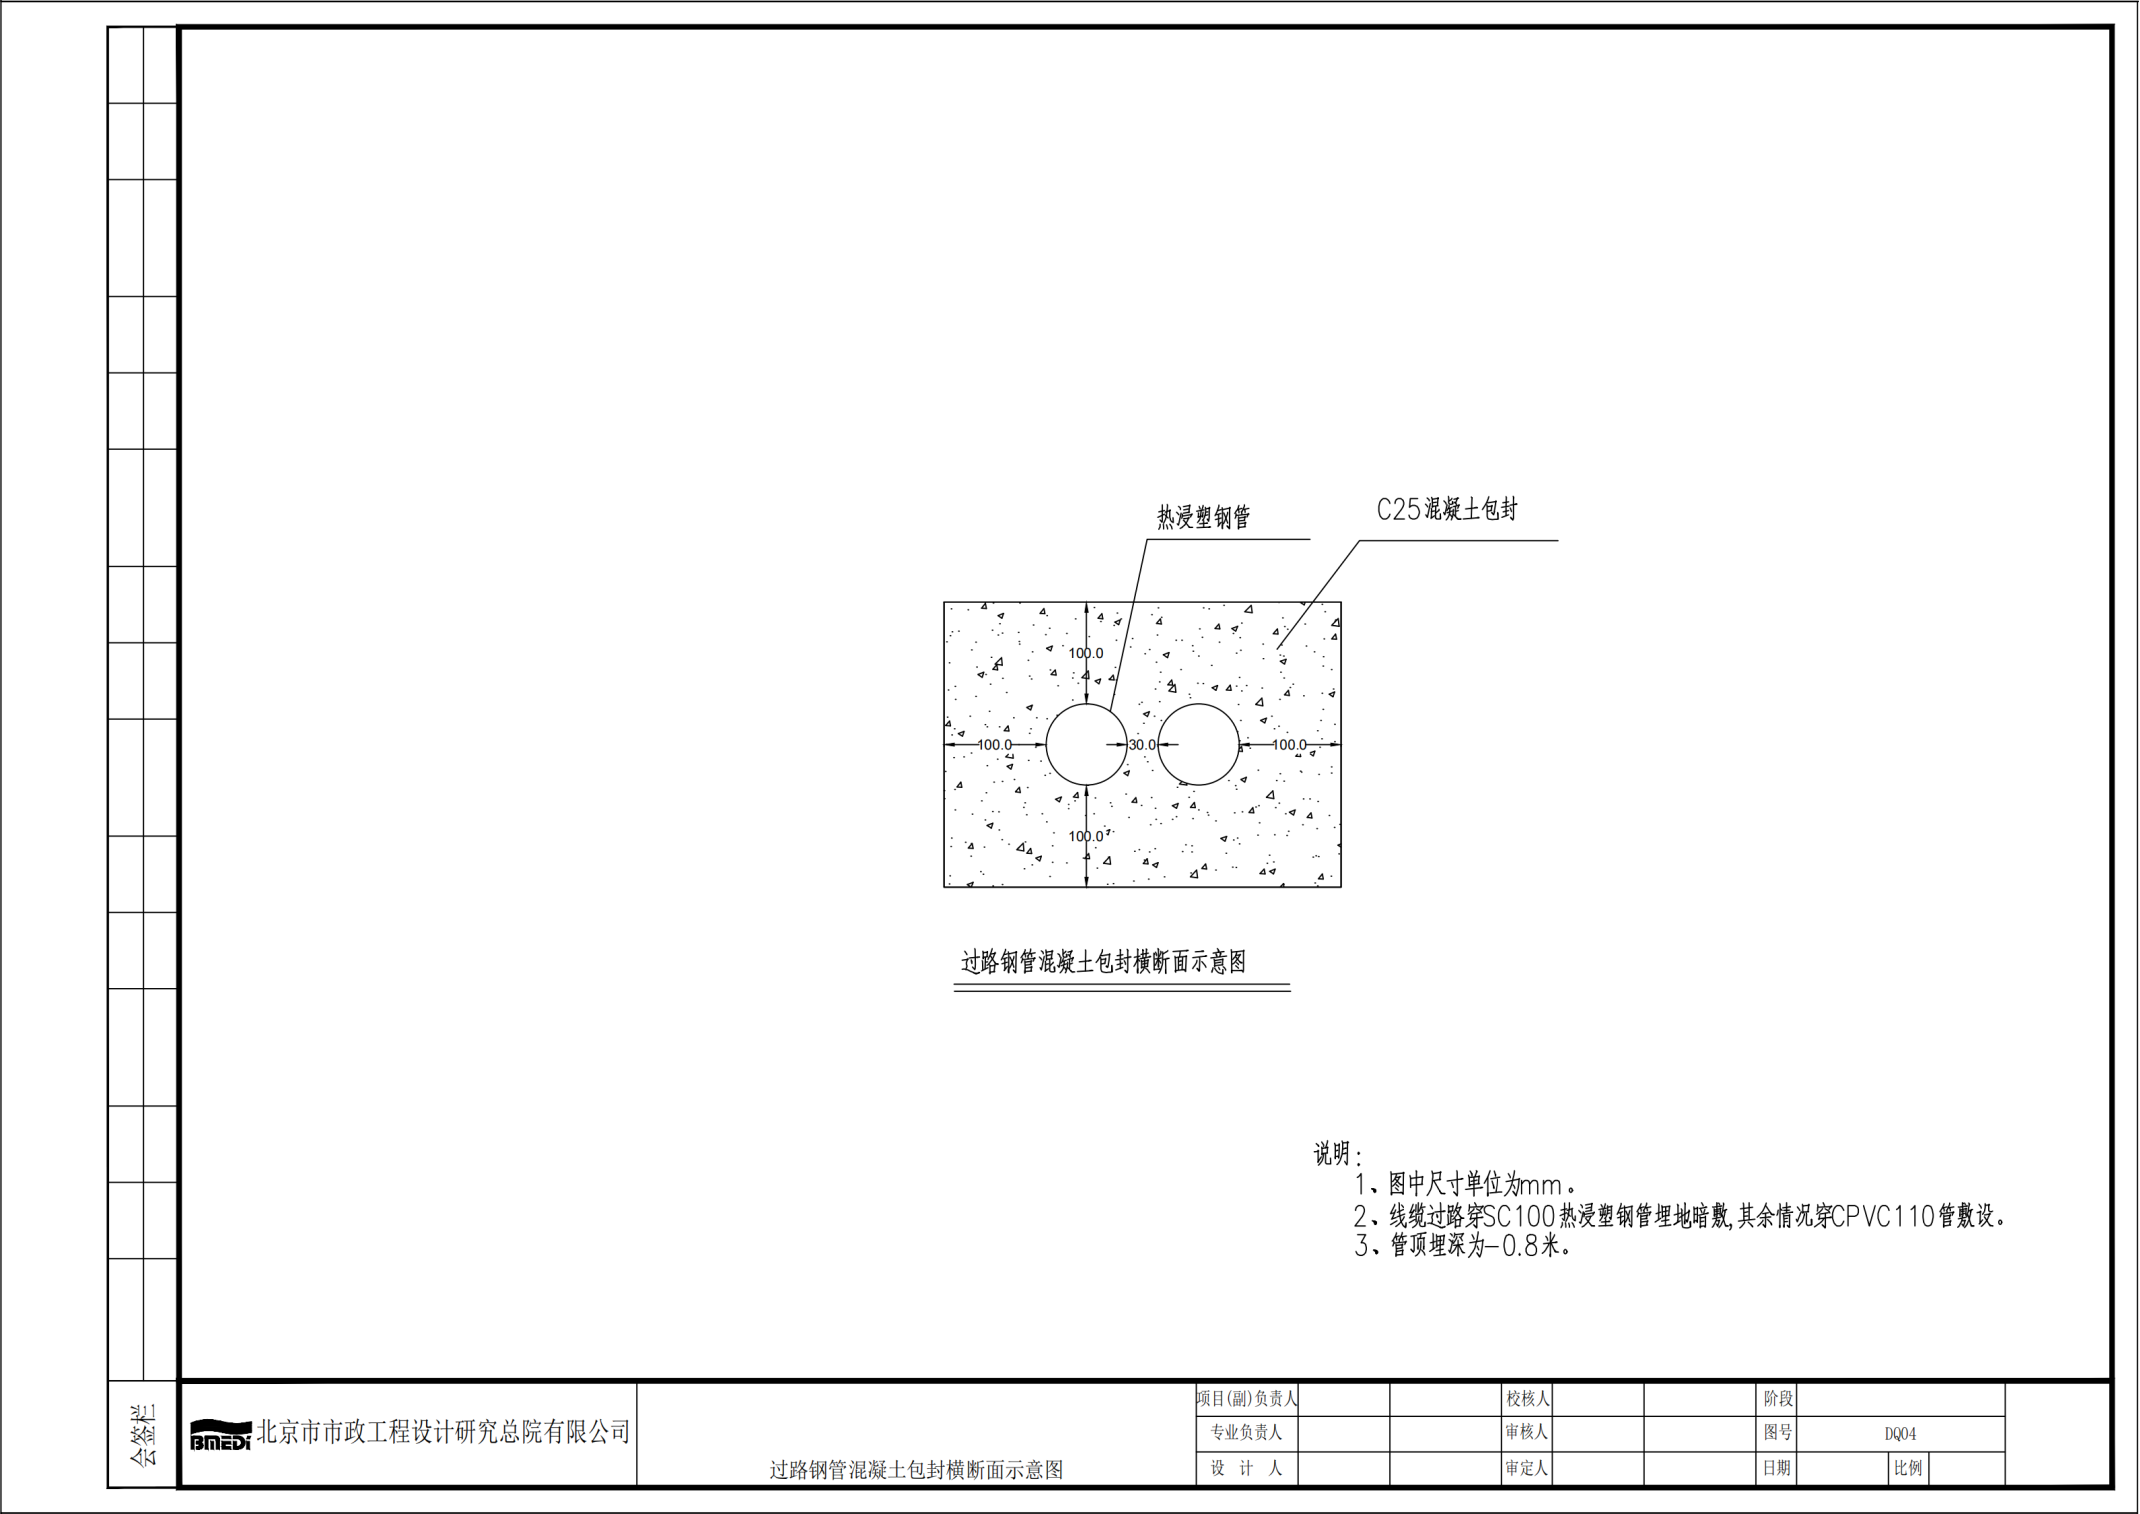 热浸塑钢管
C25混凝土包封
100.0
100.0
30.0
100.0
100.0
过路钢管混凝土包封横断面示意图
说明：
1、图中尺寸单位为mm。
2、线缆过路穿SC100热浸塑钢管埋地暗敷,其余情况穿CPVC110管敷设。
3、管顶埋深为-0.8米。
会签栏
BMEDi 北京市市政工程设计研究总院有限公司
过路钢管混凝土包封横断面示意图
项目(副)负责人 校核人 阶段
专业负责人 审核人 图号 DQ04
设 计 人 审定人 日期 比例